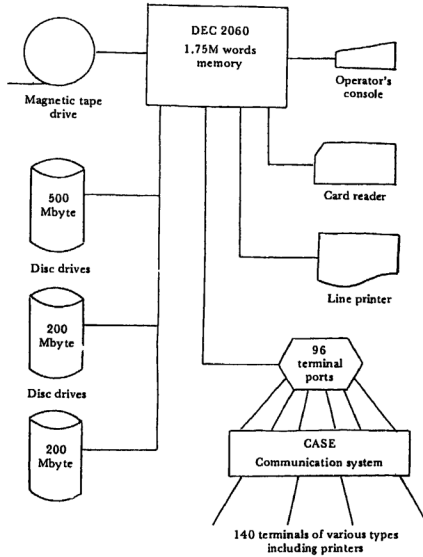 DEC 2060
1.75M words
memory
Magnetic tape
drive
Operator's
console
500
Mbyte
Card reader
Disc drives
Line printer
200
Mbyte
96
terminal
ports
Disc drives
200
Mbyte
CASE
Communication system
140 terminals of various types
including printers